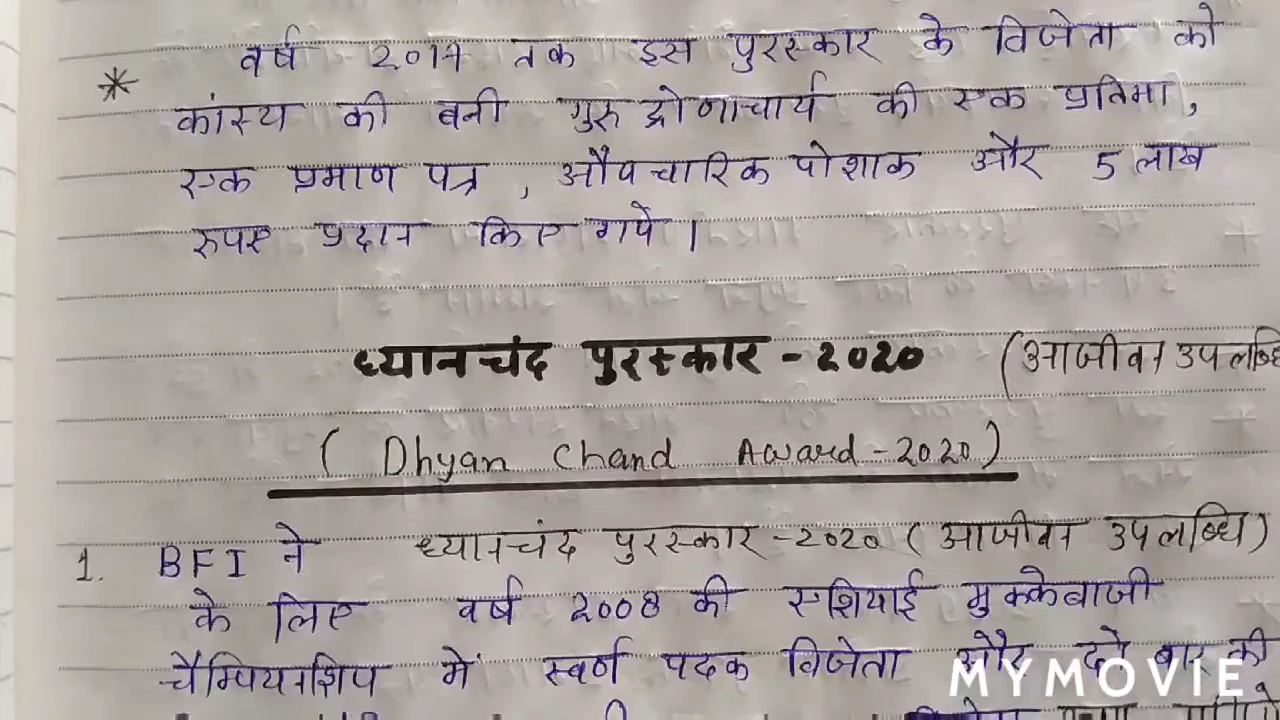 वर्ष 2017 तक इस पुरस्कार के विजेता को
* कांस्य की बनी गुरु द्रोणाचार्य की एक प्रतिमा,
एक प्रमाण पत्र, औपचारिक पोशाक और 5 लाख
रुपए प्रदान किए गये।
ध्यानचंद पुरस्कार-2020 (आजीवन उपलब्धि
(Dhyan Chand Award-2020)
1. BFI ने ध्यानचंद पुरस्कार-2020 (आजीवन उपलब्धि)
के लिए वर्ष 2008 की एशियाई मुक्केबाजी
चैम्पियनशिप में स्वर्ण पदक विजेता और दो बार की
MYMOVIE